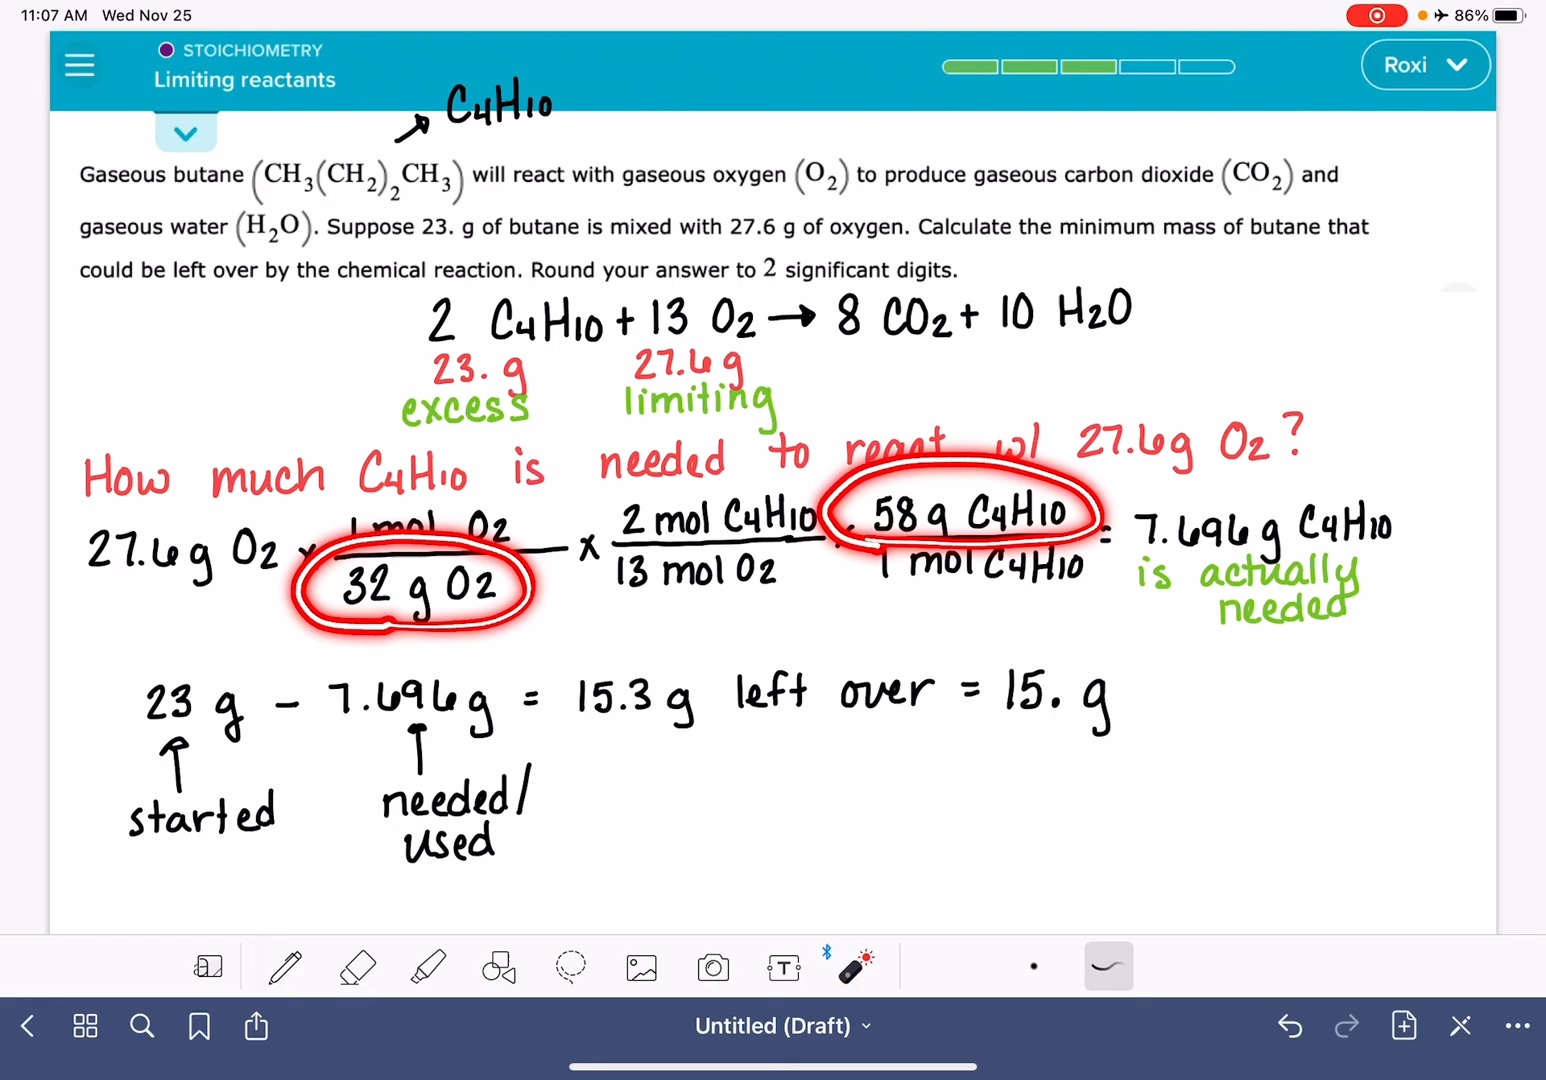 11:07 AM Wed Nov 25
86%
STOICHIOMETRY
Limiting reactants
Roxi
C4H10
Gaseous butane (CH3(CH2)2CH3) will react with gaseous oxygen (O2) to produce gaseous carbon dioxide (CO2) and
gaseous water (H2O). Suppose 23. g of butane is mixed with 27.6 g of oxygen. Calculate the minimum mass of butane that
could be left over by the chemical reaction. Round your answer to 2 significant digits.
2 C4H10 + 13 O2 → 8 CO2 + 10 H2O
23. g 27.6 g
excess limiting
How much C4H10 is needed to react w/ 27.6g O2?
27.6g O2 x 1 mol O2 / 32 g O2 x 2 mol C4H10 / 13 mol O2 . 58 g C4H10 / 1 mol C4H10 = 7.696 g C4H10
is actually
needed
23 g - 7.696g = 15.3 g left over = 15. g
started
needed/
used
T
Untitled (Draft)